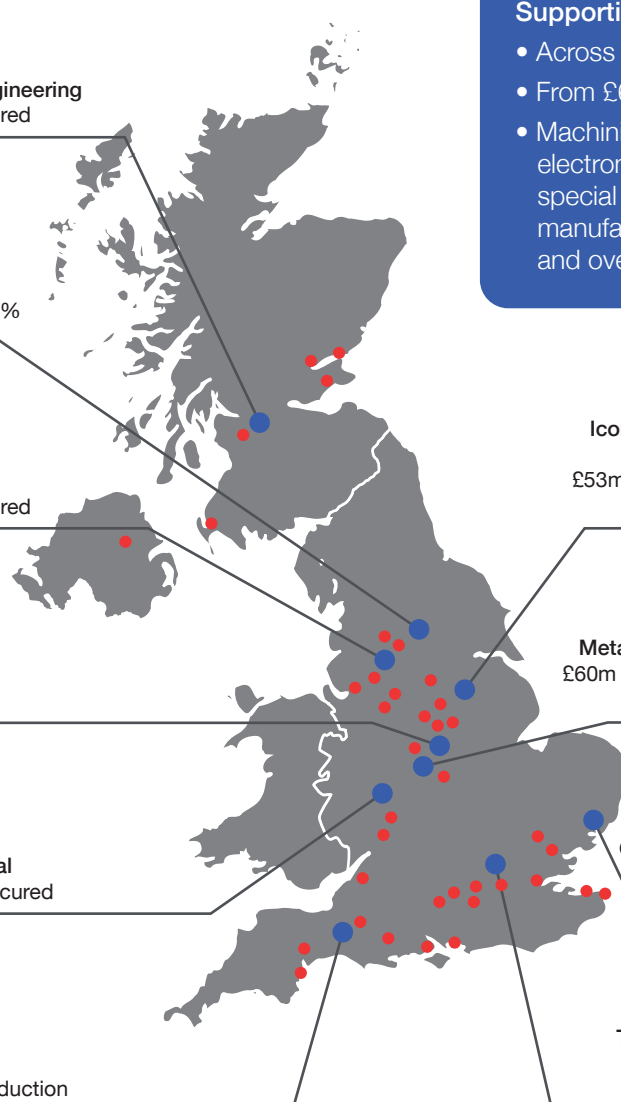 Supporti
• Across
• From £6
• Machini
electron
special
manufa
and ove
gineering
red
%
red
Ico
£53m
Meta
£60m
al
cured
duction